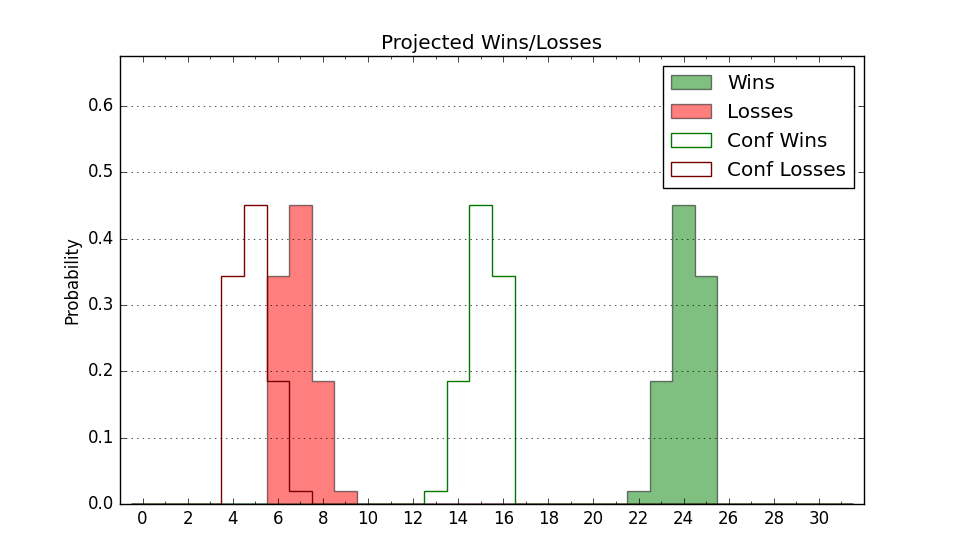 Projected Wins/Losses
Wins
Losses
Conf Wins
Conf Losses
Probability
0.6
0.5
0.4
0.3
0.2
0.1
0.0
0 2 4 6 8 10 12 14 16 18 20 22 24 26 28 30